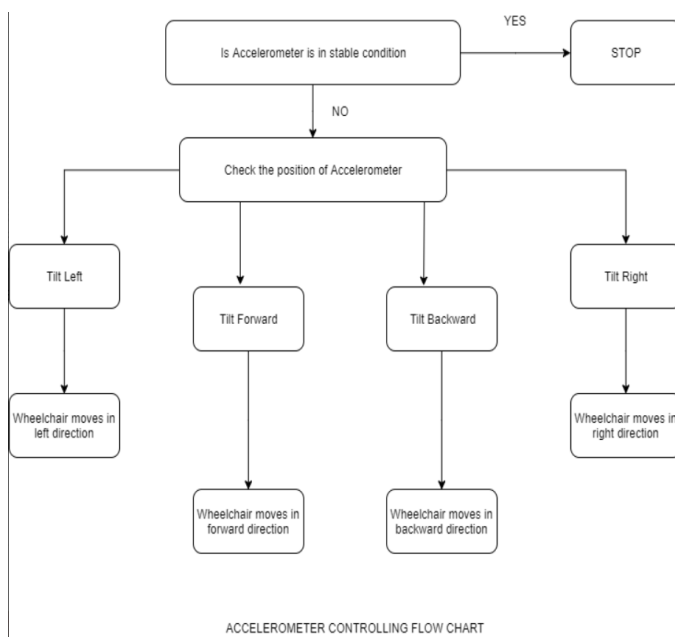 YES
Is Accelerometer is in stable condition
STOP
NO
Check the position of Accelerometer
Tilt Left
Tilt Right
Tilt Forward
Tilt Backward
Wheelchair moves in
left direction
Wheelchair moves in
right direction
Wheelchair moves in
forward direction
Wheelchair moves in
backward direction
ACCELEROMETER CONTROLLING FLOW CHART